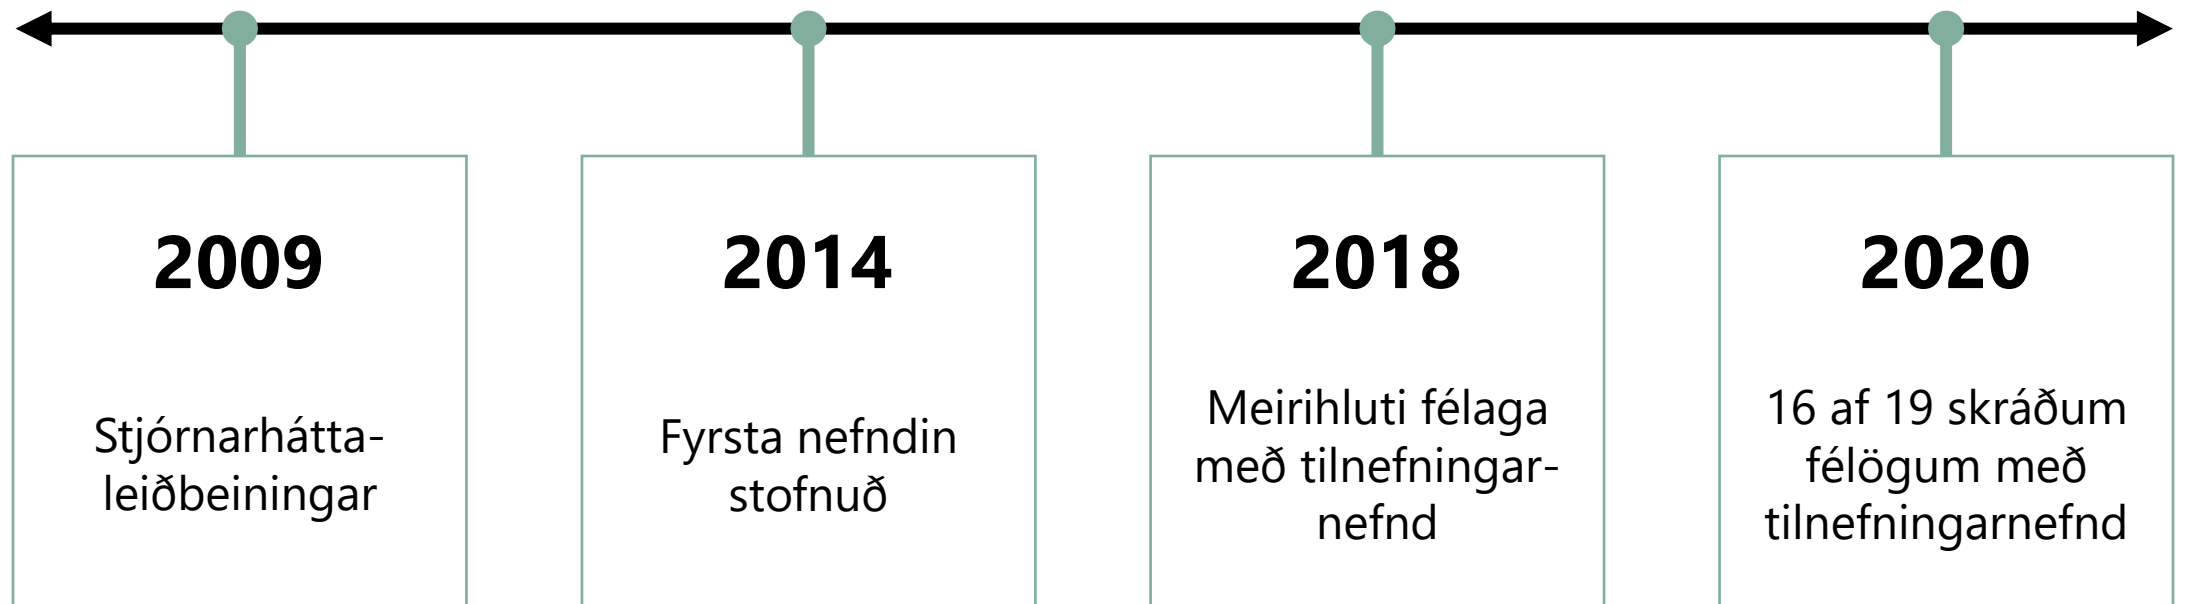 2009
Stjórnarhátta-
leiðbeiningar
2014
Fyrsta nefndin
stofnuð
2018
Meirihluti félaga
með tilnefningar-
nefnd
2020
16 af 19 skráðum
félögum með
tilnefningarnefnd